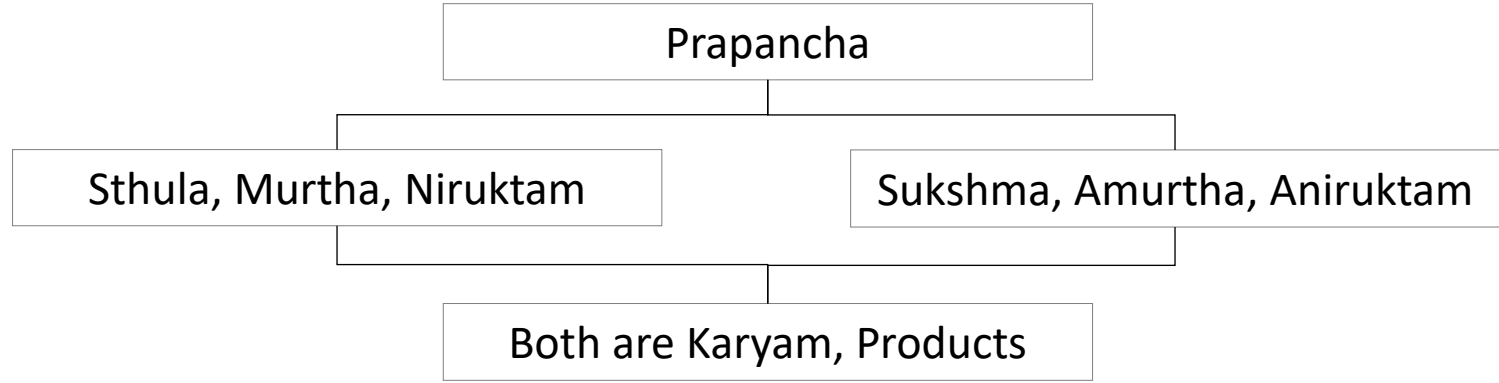 Prapancha
Sthula, Murtha, Niruktam
Sukshma, Amurtha, Aniruktam
Both are Karyam, Products